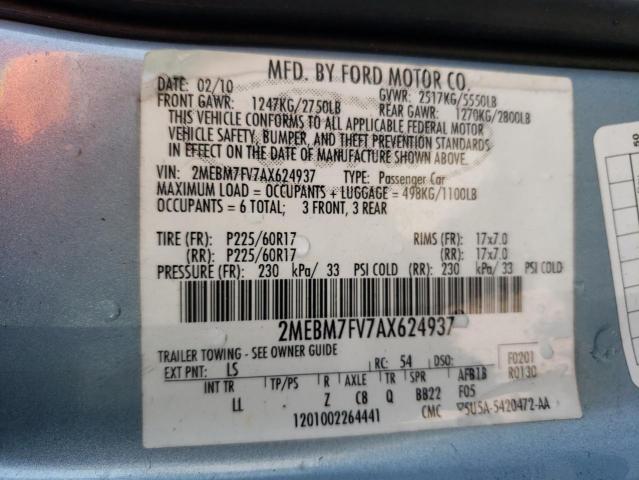 MFD. BY FORD MOTOR CO.
DATE: 02/10 GVWR: 2517KG/5550LB
FRONT GAWR: 1247KG/2750LB REAR GAWR: 1270KG/2800LB
THIS VEHICLE CONFORMS TO ALL APPLICABLE FEDERAL MOTOR
VEHICLE SAFETY, BUMPER, AND THEFT PREVENTION STANDARDS
IN EFFECT ON THE DATE OF MANUFACTURE SHOWN ABOVE.
VIN: 2MEBM7FV7AX624937 TYPE: Passenger Car
MAXIMUM LOAD = OCCUPANTS + LUGGAGE = 498KG/1100LB
OCCUPANTS = 6 TOTAL; 3 FRONT, 3 REAR
TIRE (FR): P225/60R17 RIMS (FR): 17x7.0
(RR): P225/60R17 (RR): 17x7.0
PRESSURE (FR): 230 kPa/ 33 PSI COLD (RR): 230 kPa/ 33 PSI COLD
2MEBM7FV7AX624937
TRAILER TOWING - SEE OWNER GUIDE
EXT PNT: LS RC: 54 DSO: F0201
R0130
INT TR TP/PS R AXLE TR SPR AFB1B
LL Z C8 Q BB22 F05
1201002264441 CMC 5U5A-5420472-AA